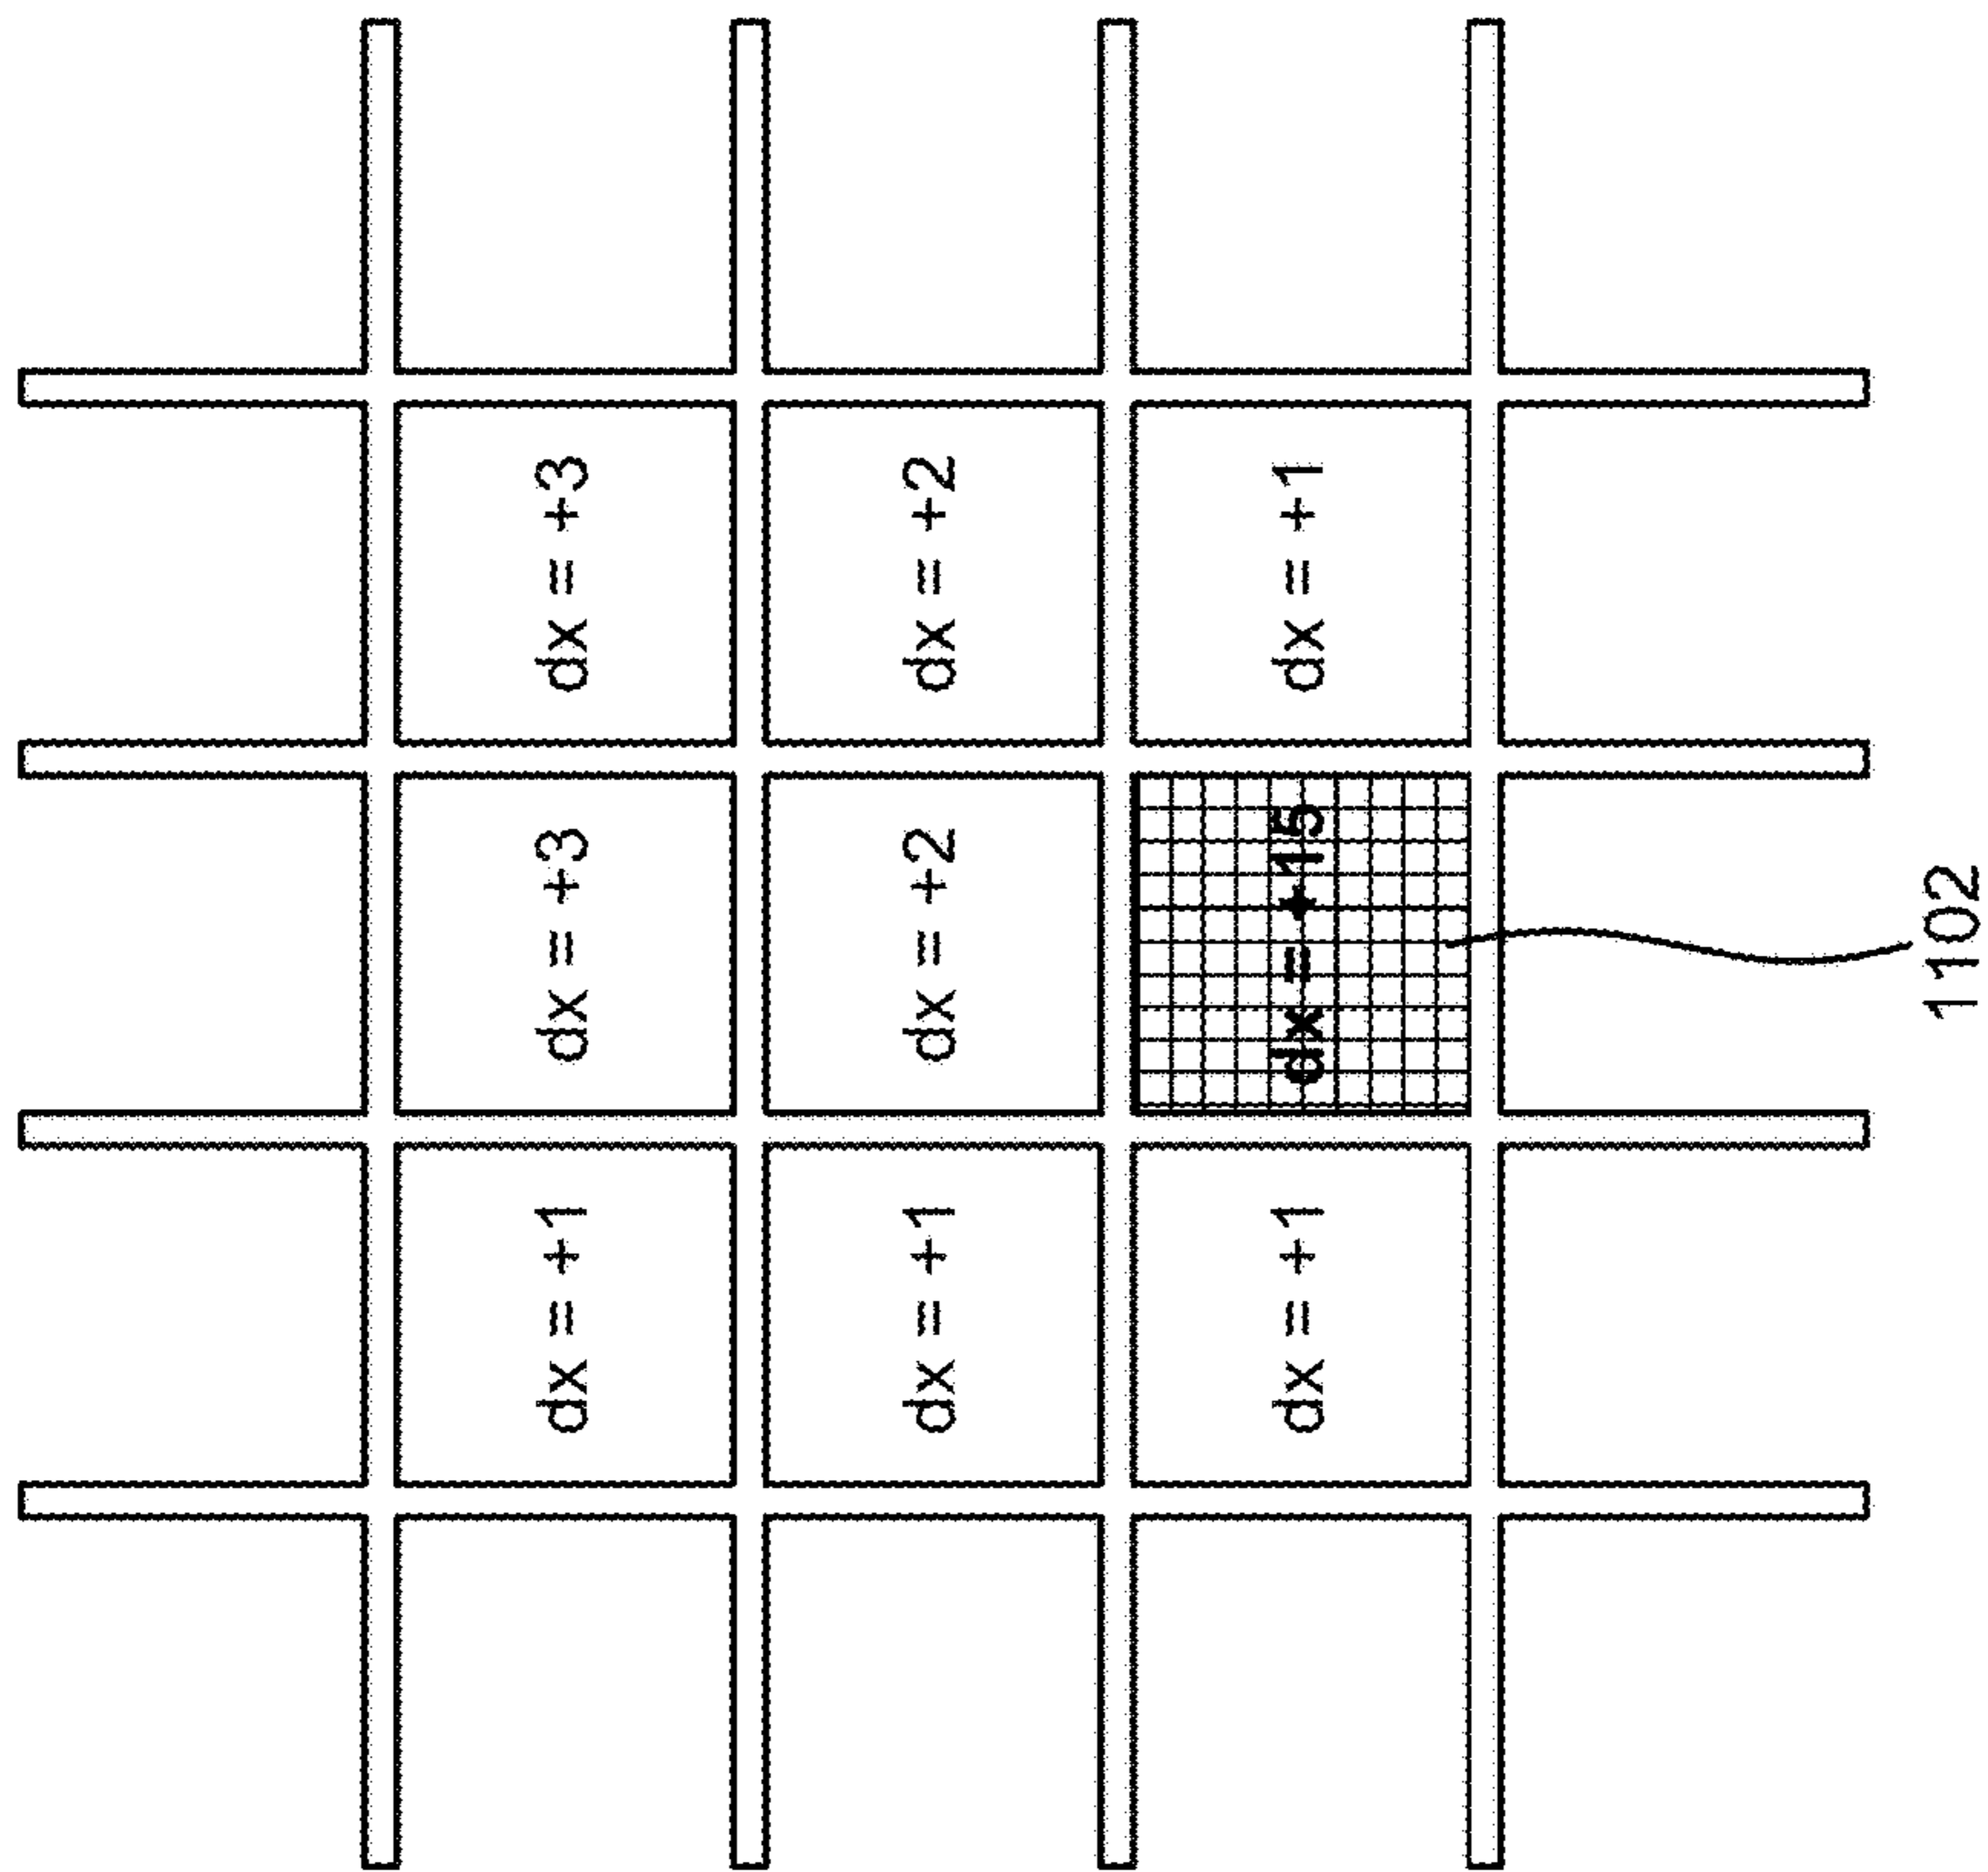 dx = +1
dx = +3
dx = +3
dx = +1
dx = +2
dx = +2
dx = +1
dx = +15
dx = +1
1102